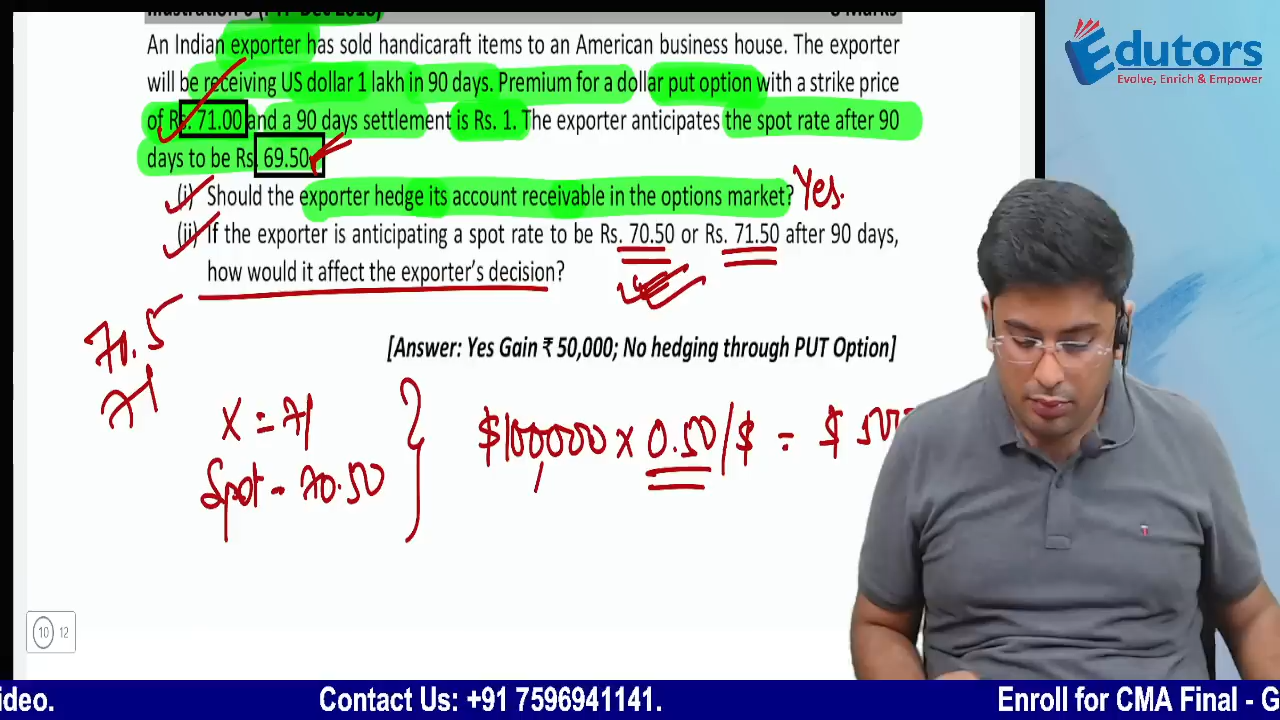 An Indian exporter has sold handicaraft items to an American business house. The exporter
will be receiving US dollar 1 lakh in 90 days. Premium for a dollar put option with a strike price
of Rs. 71.00 and a 90 days settlement is Rs. 1. The exporter anticipates the spot rate after 90
days to be Rs. 69.50
(i) Should the exporter hedge its account receivable in the options market? Yes.
(ii) If the exporter is anticipating a spot rate to be Rs. 70.50 or Rs. 71.50 after 90 days,
how would it affect the exporter's decision?
[Answer: Yes Gain ₹ 50,000; No hedging through PUT Option]
70.5
71
X = 71
Spot - 70.50
$100,000 x 0.50/$ = $
10 12
Edutors
Evolve, Enrich & Empower
ideo. Contact Us: +91 7596941141. Enroll for CMA Final - G